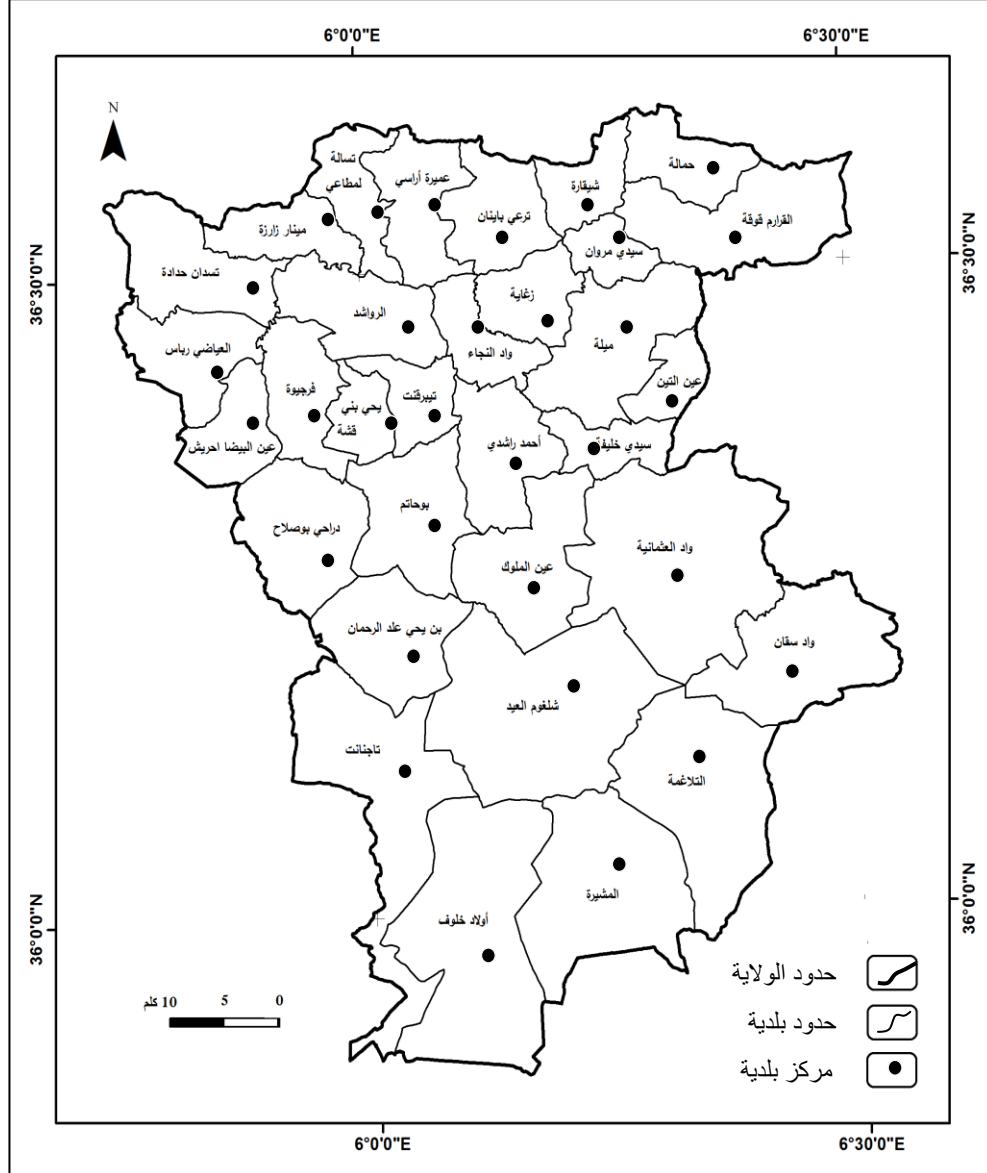 6°0'0"E
6°30'0"E
N
36°30'0"N
36°30'0"N
تسالة
لمطاعي
عميرة أراسي
ترعي باينان
شيقارة
حمالة
القرارم قوقة
سيدي مروان
مينار زارزة
تسدان حدادة
الرواشد
زغاية
واد النجاء
ميلة
العياضي رباس
فرجيوة
يحي بني
قشة
تيبرقنت
عين التين
عين البيضا احريش
أحمد راشدي
سيدي خليفة
دراحي بوصلاح
بوحاتم
عين الملوك
واد العثمانية
بن يحي علد الرحمان
واد سقان
شلغوم العيد
تاجنانت
التلاغمة
المشيرة
أولاد خلوف
36°0'0"N
36°0'0"N
حدود الولاية
حدود بلدية
مركز بلدية
0 5 10 كلم
6°0'0"E
6°30'0"E